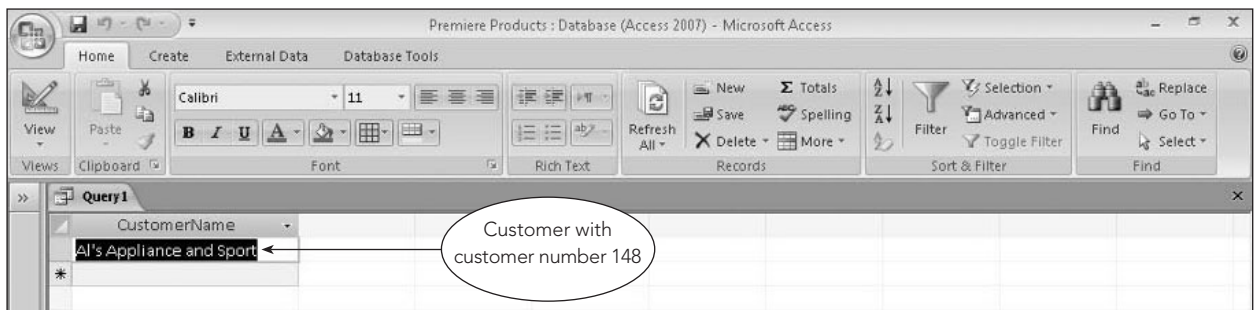 Premiere Products : Database (Access 2007) - Microsoft Access
Home Create External Data Database Tools
Calibri 11
New Σ Totals Selection Replace
View Paste Save Spelling Advanced Go To
B I U A Refresh All Filter Find
Delete More Toggle Filter Select
Views Clipboard Font Rich Text Records Sort & Filter Find
» Query1 x
CustomerName
Al's Appliance and Sport
*
Customer with
customer number 148